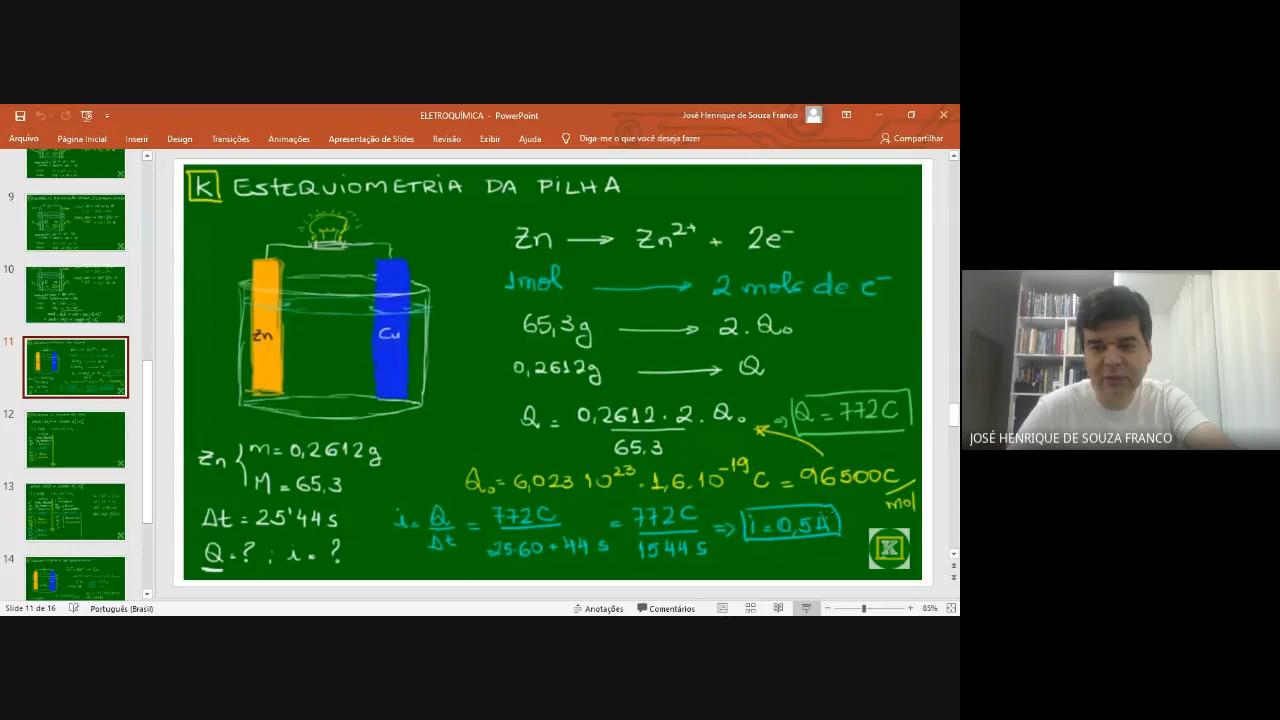 ELETROQUÍMICA - PowerPoint
José Henrique de Souza Franco
Arquivo Página Inicial Inserir Design Transições Animações Apresentação de Slides Revisão Exibir Ajuda Diga-me o que você deseja fazer Compartilhar
9
10
11
12
13
14
K ESTEQUIOMETRIA DA PILHA
Zn → Zn²⁺ + 2e⁻
1mol → 2 mols de e⁻
65,3g → 2.Q₀
0,2612g → Q
Zn
Cu
Q = 0,2612 . 2 . Q₀ / 65,3 ⇒ Q = 772C
Zn { m = 0,2612g
M = 65,3
Δt = 25'44s
Q = ? ; i = ?
Q₀ = 6,023 10²³ . 1,6.10⁻¹⁹ C = 96500C/mol
i = Q/Δt = 772C / 25.60 + 44 s = 772C / 1544 s ⇒ i = 0,5A
K
JOSÉ HENRIQUE DE SOUZA FRANCO
Slide 11 de 16 Português (Brasil) Anotações Comentários 85%